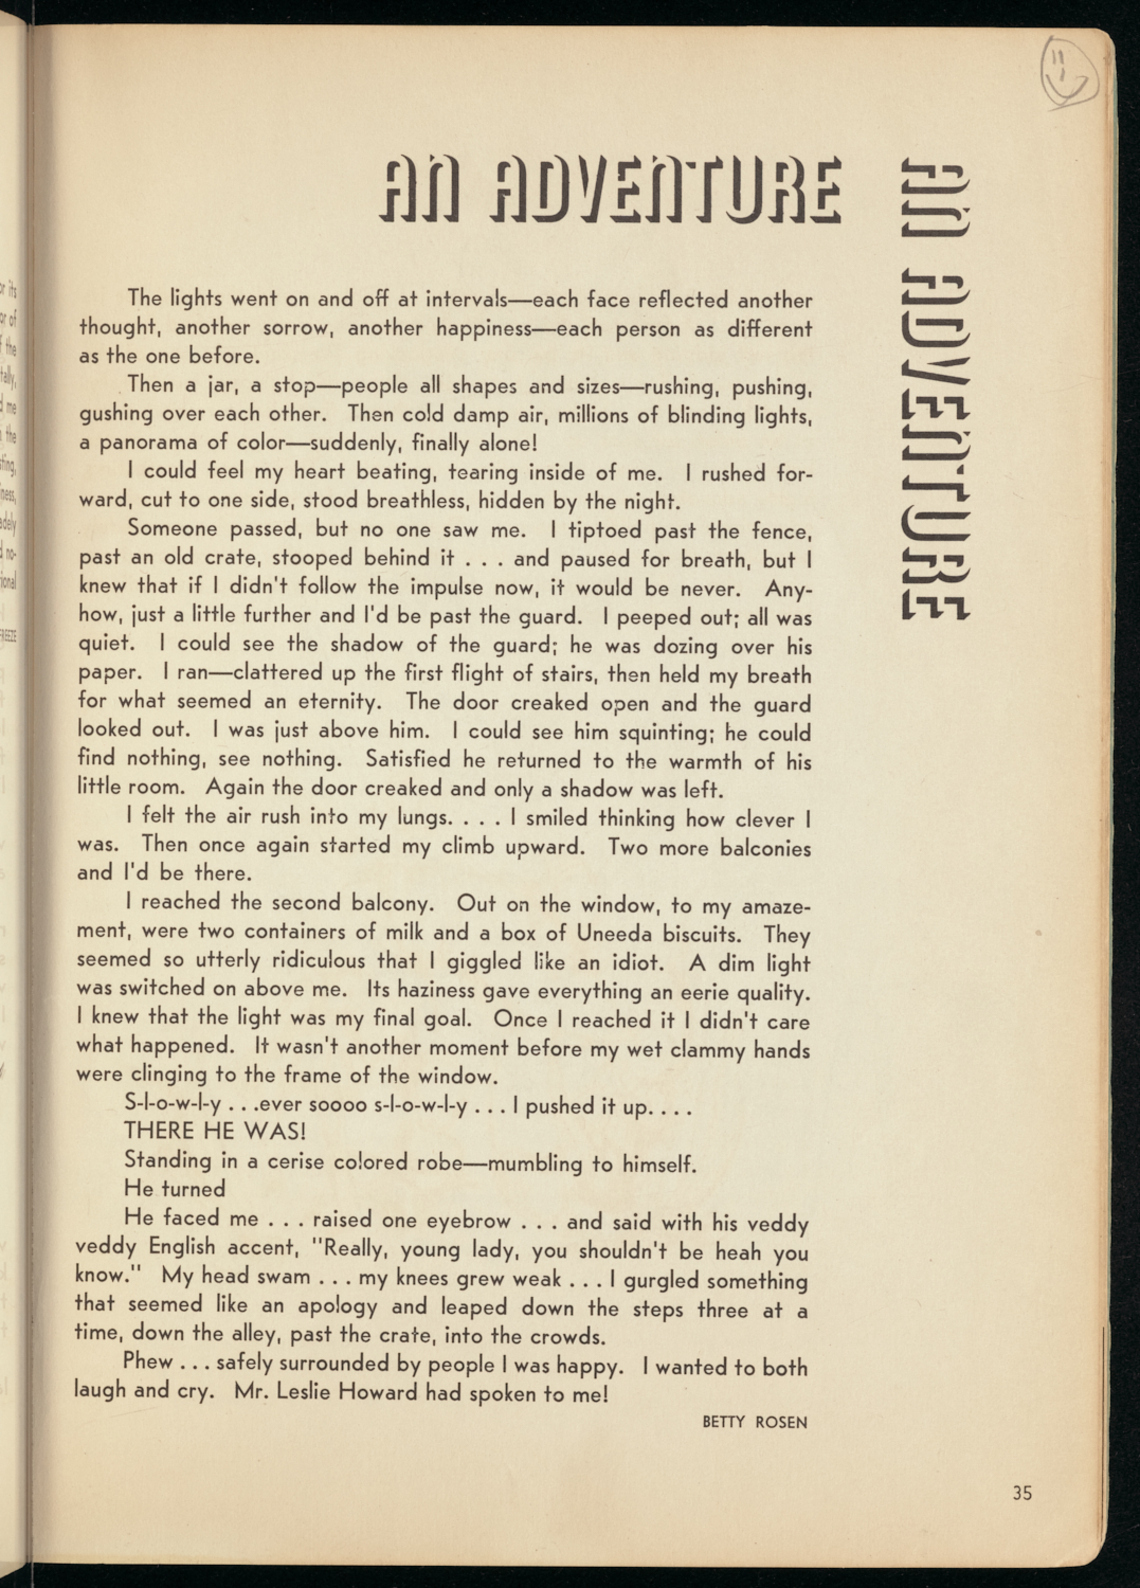 AN ADVENTURE
AN ADVENTURE
The lights went on and off at intervals—each face reflected another
thought, another sorrow, another happiness—each person as different
as the one before.
Then a jar, a stop—people all shapes and sizes—rushing, pushing,
gushing over each other. Then cold damp air, millions of blinding lights,
a panorama of color—suddenly, finally alone!
I could feel my heart beating, tearing inside of me. I rushed for-
ward, cut to one side, stood breathless, hidden by the night.
Someone passed, but no one saw me. I tiptoed past the fence,
past an old crate, stooped behind it . . . and paused for breath, but I
knew that if I didn't follow the impulse now, it would be never. Any-
how, just a little further and I'd be past the guard. I peeped out; all was
quiet. I could see the shadow of the guard; he was dozing over his
paper. I ran—clattered up the first flight of stairs, then held my breath
for what seemed an eternity. The door creaked open and the guard
looked out. I was just above him. I could see him squinting; he could
find nothing, see nothing. Satisfied he returned to the warmth of his
little room. Again the door creaked and only a shadow was left.
I felt the air rush into my lungs. . . . I smiled thinking how clever I
was. Then once again started my climb upward. Two more balconies
and I'd be there.
I reached the second balcony. Out on the window, to my amaze-
ment, were two containers of milk and a box of Uneeda biscuits. They
seemed so utterly ridiculous that I giggled like an idiot. A dim light
was switched on above me. Its haziness gave everything an eerie quality.
I knew that the light was my final goal. Once I reached it I didn't care
what happened. It wasn't another moment before my wet clammy hands
were clinging to the frame of the window.
S-l-o-w-l-y . . .ever soooo s-l-o-w-l-y . . . I pushed it up. . . .
THERE HE WAS!
Standing in a cerise colored robe—mumbling to himself.
He turned
He faced me . . . raised one eyebrow . . . and said with his veddy
veddy English accent, "Really, young lady, you shouldn't be heah you
know." My head swam . . . my knees grew weak . . . I gurgled something
that seemed like an apology and leaped down the steps three at a
time, down the alley, past the crate, into the crowds.
Phew . . . safely surrounded by people I was happy. I wanted to both
laugh and cry. Mr. Leslie Howard had spoken to me!
BETTY ROSEN
35